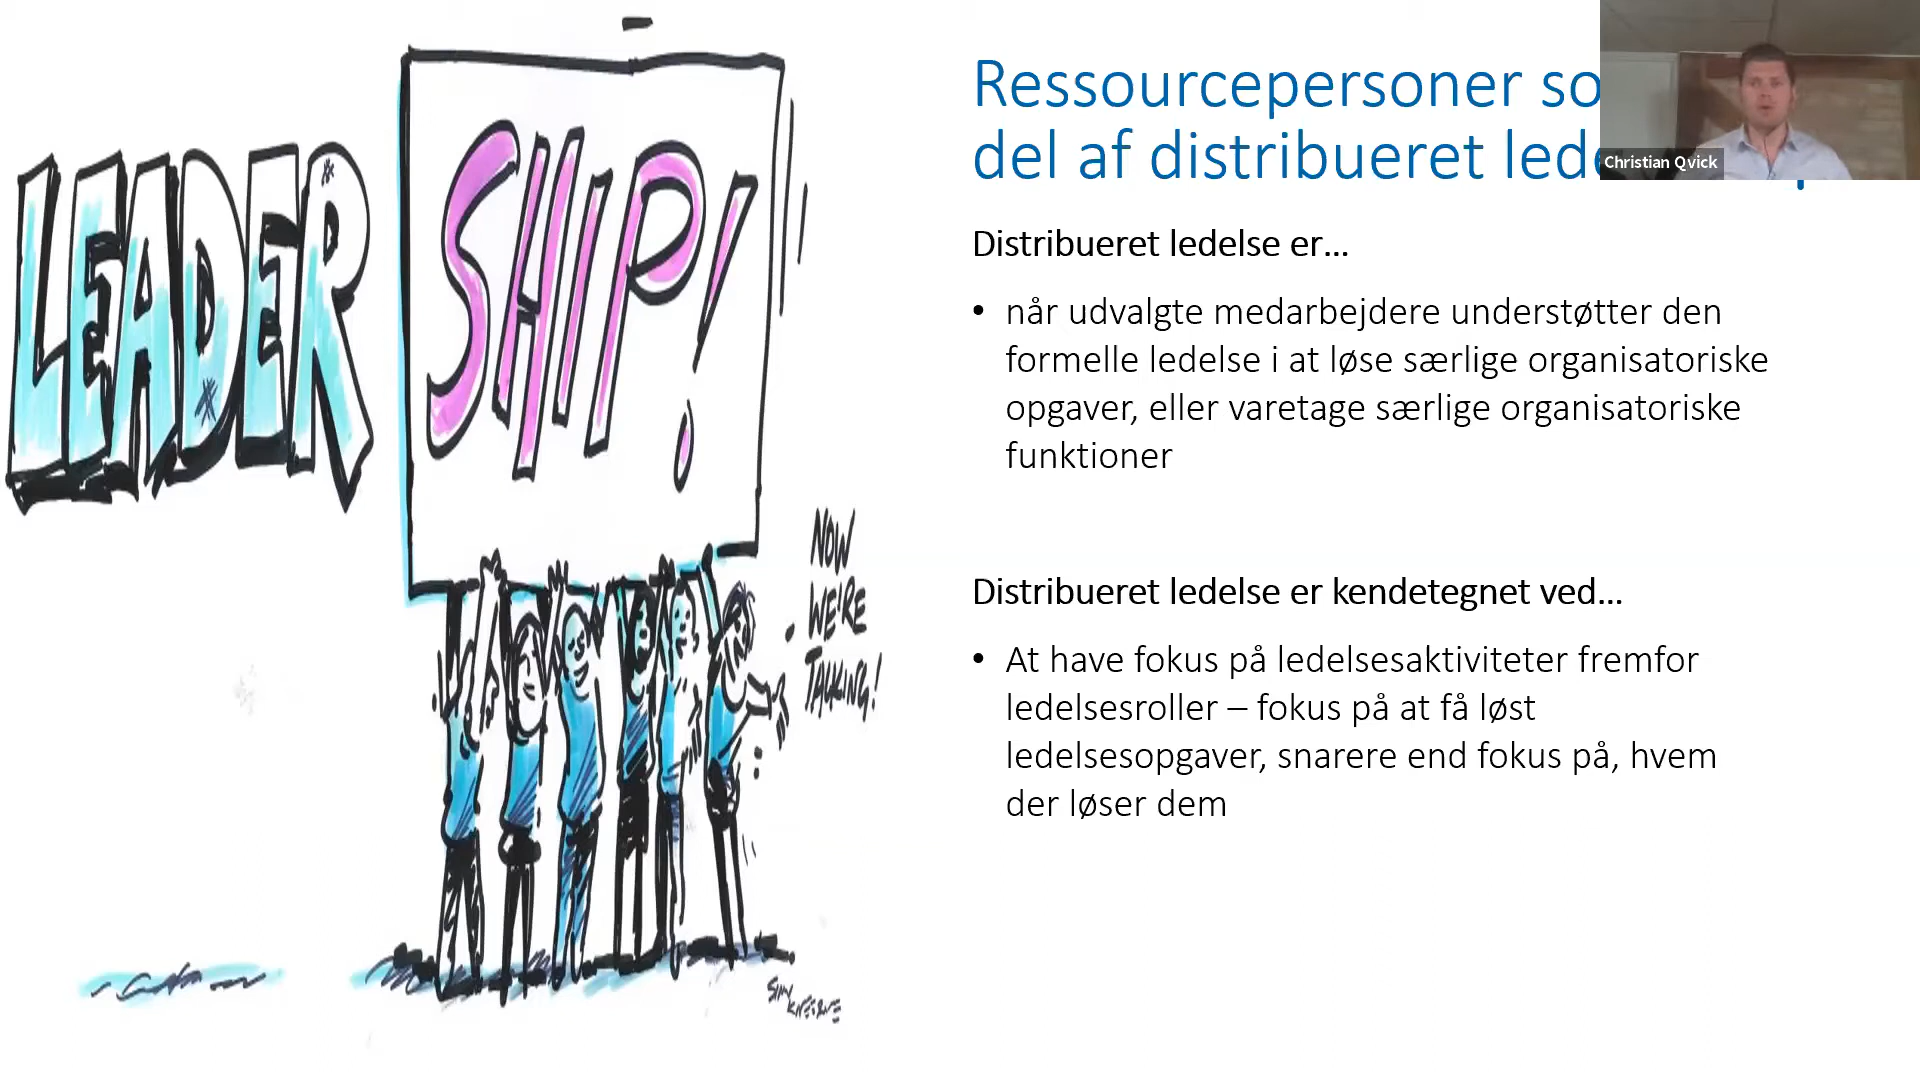 LEADER
SHIP!
NOW
WE'RE
TALKING!
Ressourcepersoner
del af distribueret
Christian Qvick
Distribueret ledelse er...
• når udvalgte medarbejdere understøtter den
formelle ledelse i at løse særlige organisatoriske
opgaver, eller varetage særlige organisatoriske
funktioner
Distribueret ledelse er kendetegnet ved...
• At have fokus på ledelsesaktiviteter fremfor
ledelsesroller – fokus på at få løst
ledelsesopgaver, snarere end fokus på, hvem
der løser dem